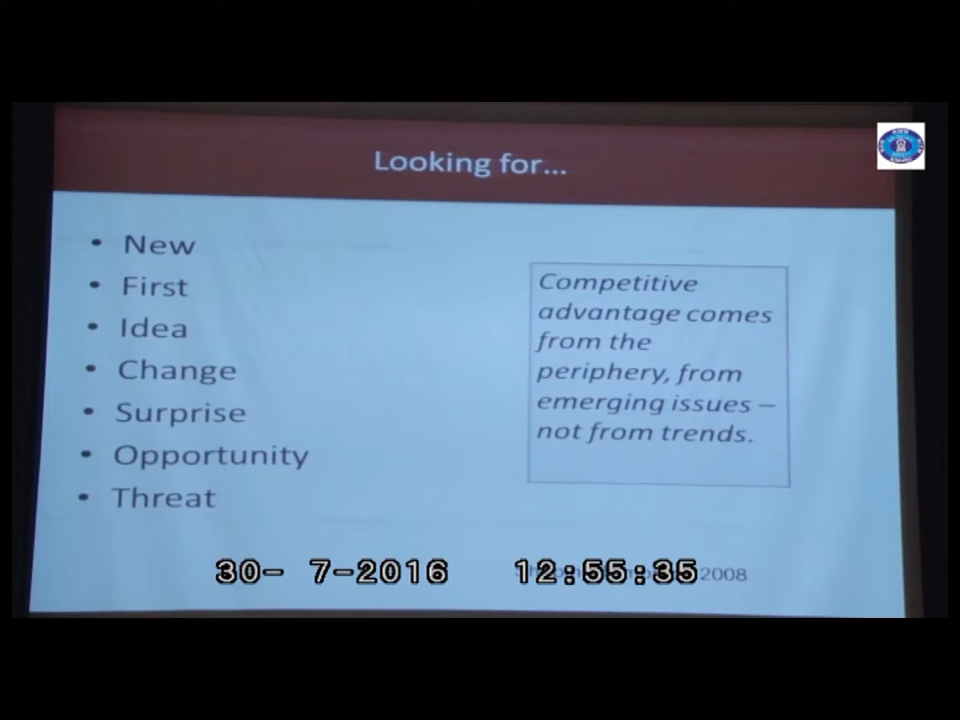 Looking for...
• New
• First
• Idea
• Change
• Surprise
• Opportunity
• Threat
Competitive
advantage comes
from the
periphery, from
emerging issues –
not from trends.
2008
30- 7-2016 12:55:35